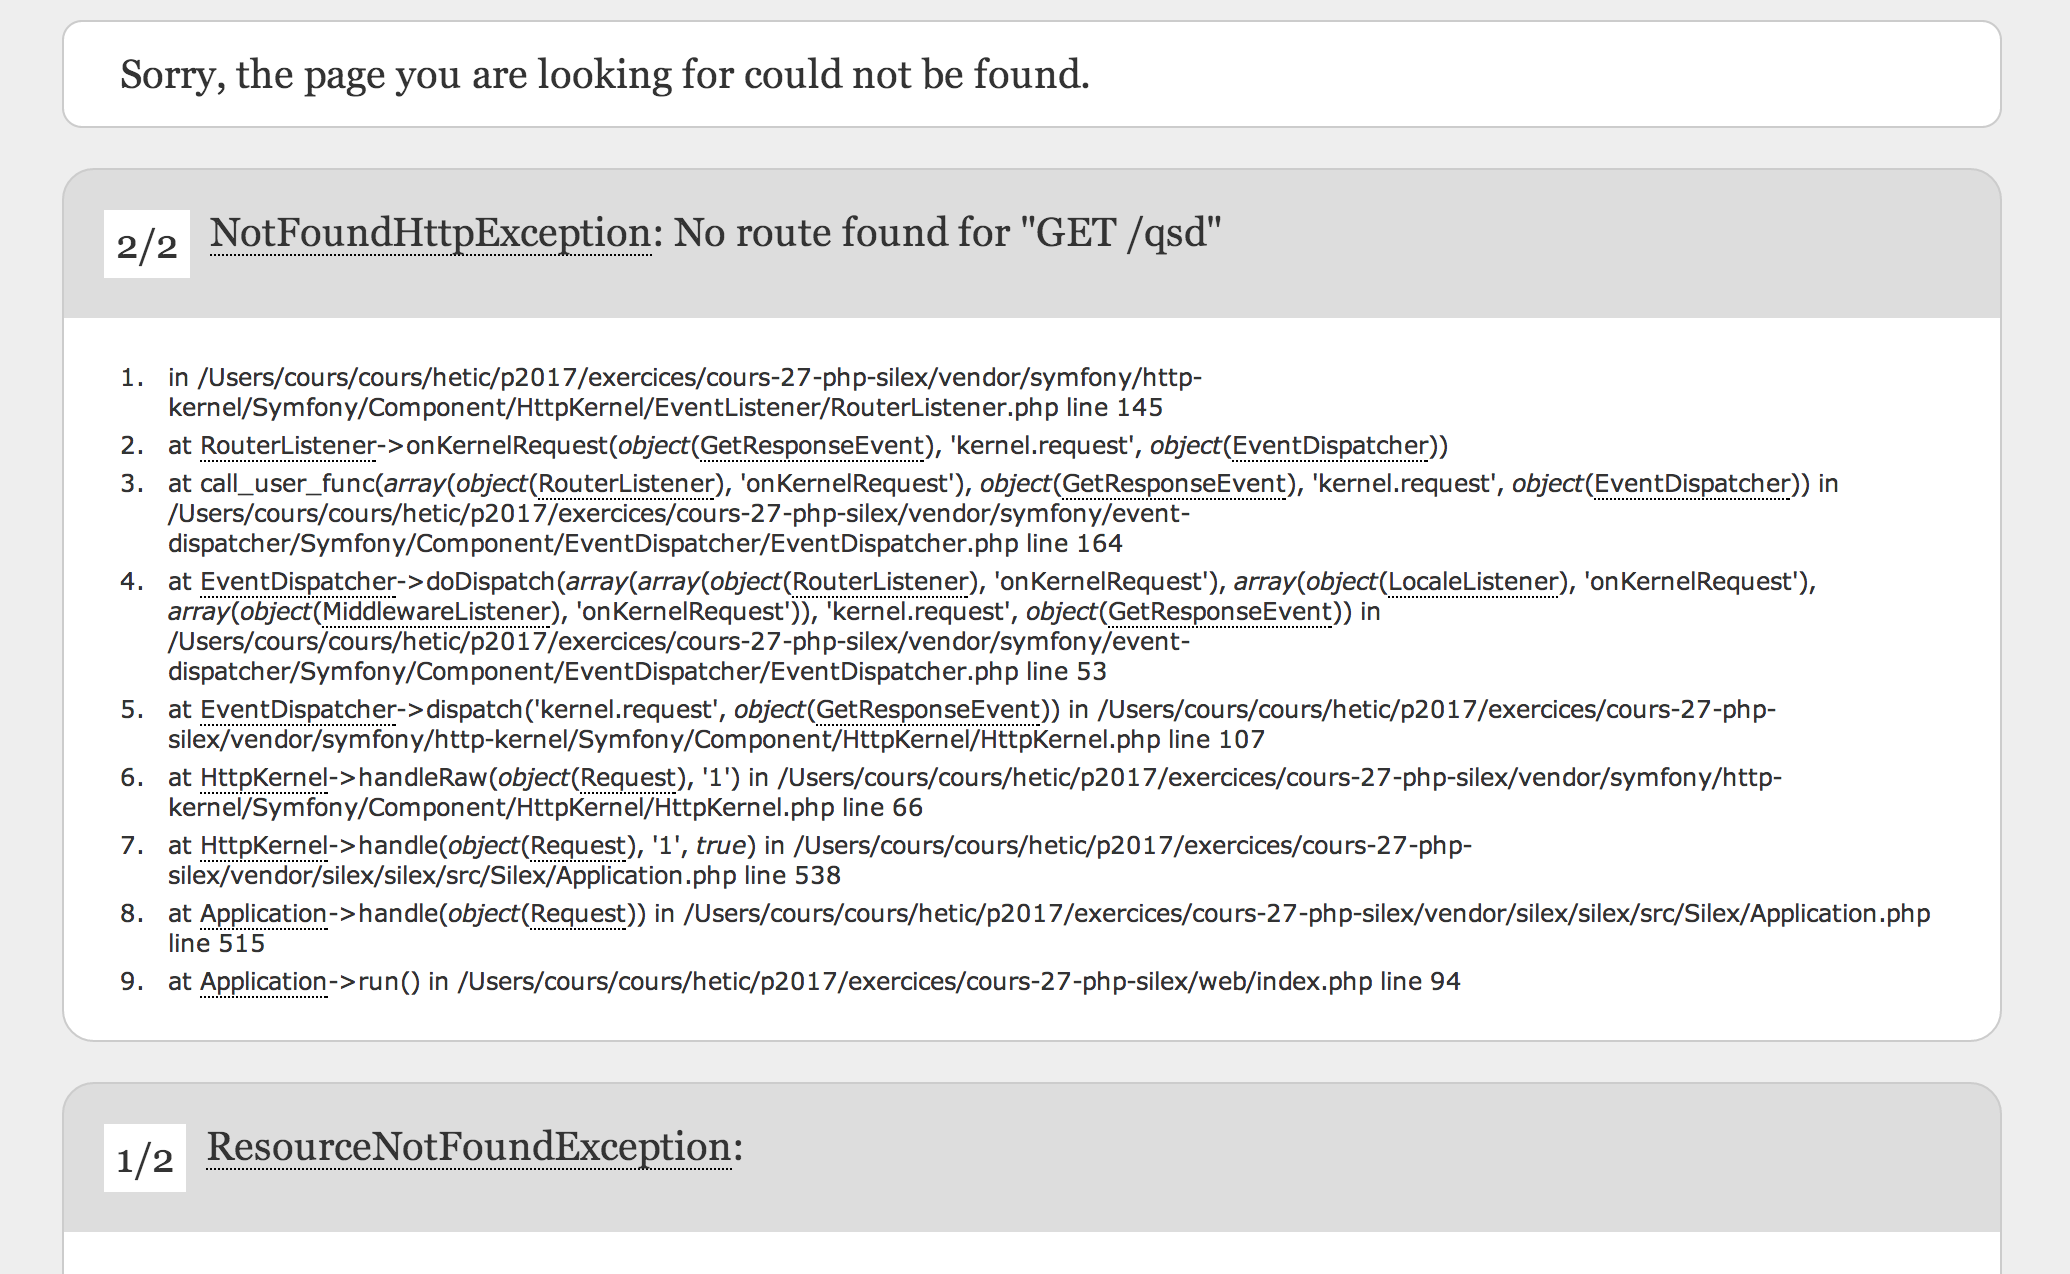 Sorry, the page you are looking for could not be found.
2/2 NotFoundHttpException: No route found for "GET /qsd"
1. in /Users/cours/cours/hetic/p2017/exercices/cours-27-php-silex/vendor/symfony/http-
kernel/Symfony/Component/HttpKernel/EventListener/RouterListener.php line 145
2. at RouterListener->onKernelRequest(object(GetResponseEvent), 'kernel.request', object(EventDispatcher))
3. at call_user_func(array(object(RouterListener), 'onKernelRequest'), object(GetResponseEvent), 'kernel.request', object(EventDispatcher)) in
/Users/cours/cours/hetic/p2017/exercices/cours-27-php-silex/vendor/symfony/event-
dispatcher/Symfony/Component/EventDispatcher/EventDispatcher.php line 164
4. at EventDispatcher->doDispatch(array(array(object(RouterListener), 'onKernelRequest'), array(object(LocaleListener), 'onKernelRequest'),
array(object(MiddlewareListener), 'onKernelRequest')), 'kernel.request', object(GetResponseEvent)) in
/Users/cours/cours/hetic/p2017/exercices/cours-27-php-silex/vendor/symfony/event-
dispatcher/Symfony/Component/EventDispatcher/EventDispatcher.php line 53
5. at EventDispatcher->dispatch('kernel.request', object(GetResponseEvent)) in /Users/cours/cours/hetic/p2017/exercices/cours-27-php-
silex/vendor/symfony/http-kernel/Symfony/Component/HttpKernel/HttpKernel.php line 107
6. at HttpKernel->handleRaw(object(Request), '1') in /Users/cours/cours/hetic/p2017/exercices/cours-27-php-silex/vendor/symfony/http-
kernel/Symfony/Component/HttpKernel/HttpKernel.php line 66
7. at HttpKernel->handle(object(Request), '1', true) in /Users/cours/cours/hetic/p2017/exercices/cours-27-php-
silex/vendor/silex/silex/src/Silex/Application.php line 538
8. at Application->handle(object(Request)) in /Users/cours/cours/hetic/p2017/exercices/cours-27-php-silex/vendor/silex/silex/src/Silex/Application.php
line 515
9. at Application->run() in /Users/cours/cours/hetic/p2017/exercices/cours-27-php-silex/web/index.php line 94
1/2 ResourceNotFoundException: